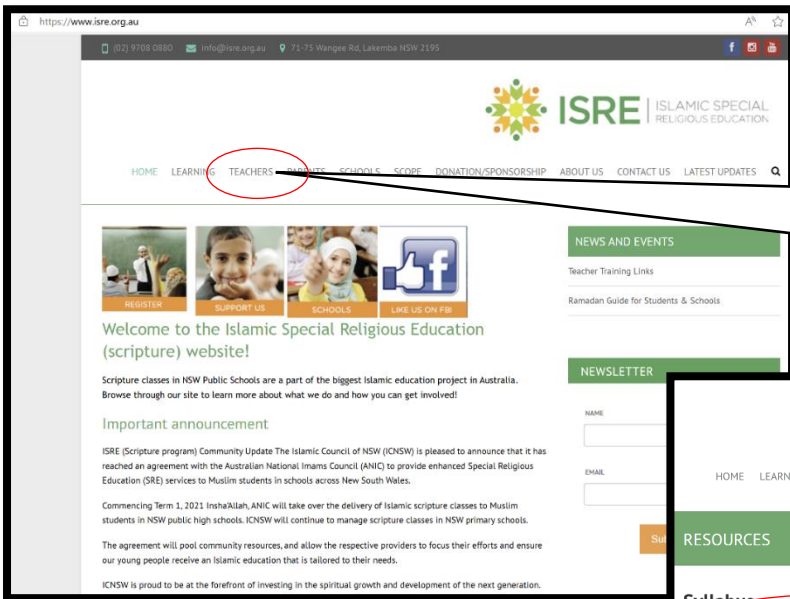 https://www.isre.org.au
(02) 9708 0880 info@isre.org.au 71-75 Wangee Rd, Lakemba NSW 2195
ISRE ISLAMIC SPECIAL
RELIGIOUS EDUCATION
HOME LEARNING TEACHERS PARENTS SCHOOLS SCOPE DONATION/SPONSORSHIP ABOUT US CONTACT US LATEST UPDATES
REGISTER
SUPPORT US
SCHOOLS
LIKE US ON FB!
Welcome to the Islamic Special Religious Education
(scripture) website!
Scripture classes in NSW Public Schools are a part of the biggest Islamic education project in Australia.
Browse through our site to learn more about what we do and how you can get involved!
Important announcement
ISRE (Scripture program) Community Update The Islamic Council of NSW (ICNSW) is pleased to announce that it has
reached an agreement with the Australian National Imams Council (ANIC) to provide enhanced Special Religious
Education (SRE) services to Muslim students in schools across New South Wales.
Commencing Term 1, 2021 Insha'Allah, ANIC will take over the delivery of Islamic scripture classes to Muslim
students in NSW public high schools. ICNSW will continue to manage scripture classes in NSW primary schools.
The agreement will pool community resources, and allow the respective providers to focus their efforts and ensure
our young people receive an Islamic education that is tailored to their needs.
ICNSW is proud to be at the forefront of investing in the spiritual growth and development of the next generation.
NEWS AND EVENTS
Teacher Training Links
Ramadan Guide for Students & Schools
NEWSLETTER
NAME
EMAIL
Su
HOME LEARN
RESOURCES
Syllabus